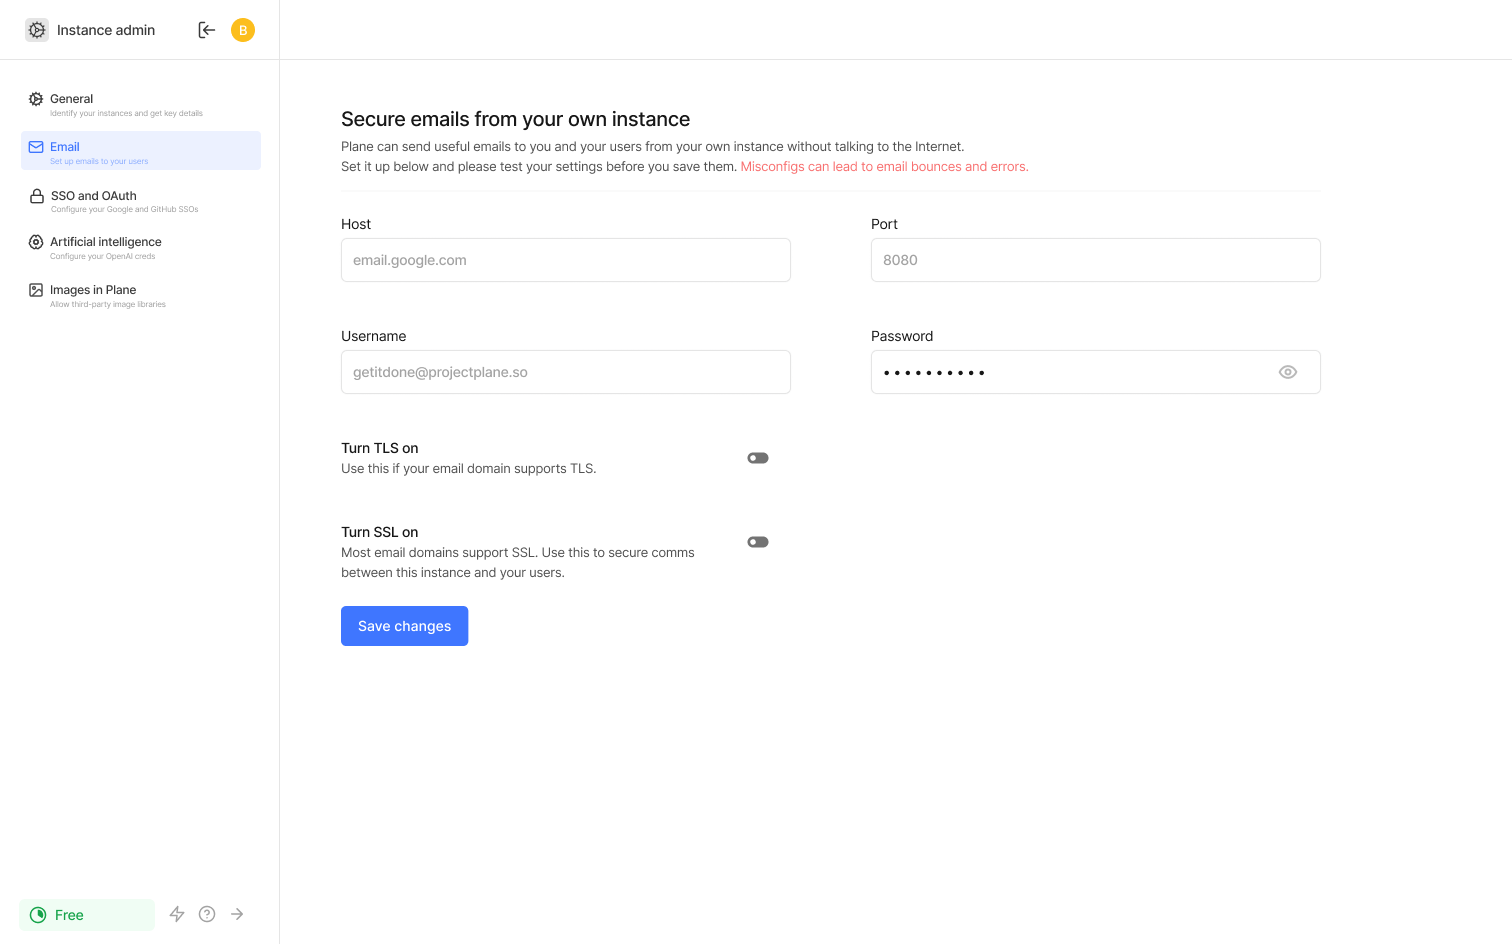 Instance admin
B
General
Identify your instances and get key details
Email
Set up emails to your users
SSO and OAuth
Configure your Google and GitHub SSOs
Artificial intelligence
Configure your OpenAI creds
Images in Plane
Allow third-party image libraries
Secure emails from your own instance
Plane can send useful emails to you and your users from your own instance without talking to the Internet.
Set it up below and please test your settings before you save them. Misconfigs can lead to email bounces and errors.
Host
Port
email.google.com
8080
Username
Password
getitdone@projectplane.so
••••••••••
Turn TLS on
Use this if your email domain supports TLS.
Turn SSL on
Most email domains support SSL. Use this to secure comms
between this instance and your users.
Save changes
Free